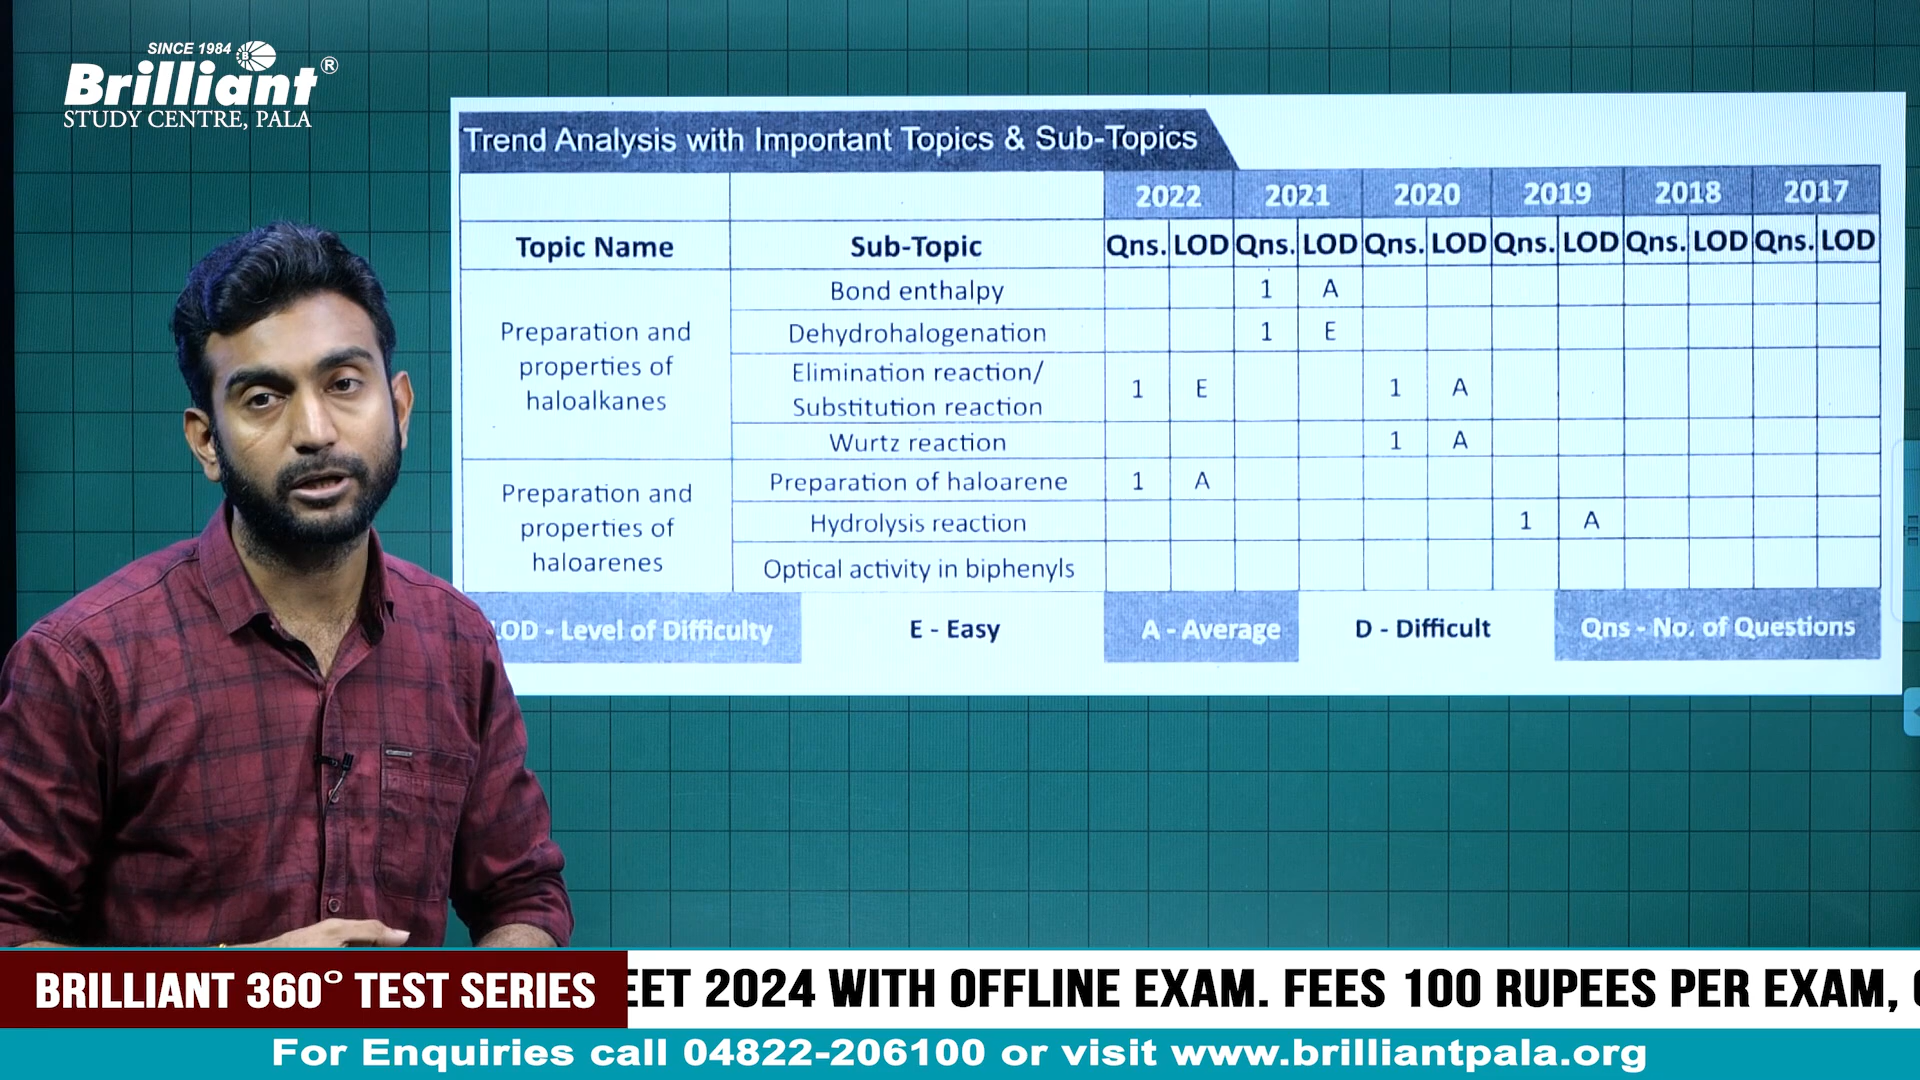 SINCE 1984
Brilliant®
STUDY CENTRE, PALA
Trend Analysis with Important Topics & Sub-Topics
2022 2021 2020 2019 2018 2017
Topic Name Sub-Topic Qns. LOD Qns. LOD Qns. LOD Qns. LOD Qns. LOD Qns. LOD
Preparation and
properties of
haloalkanes
Bond enthalpy 1 A
Dehydrohalogenation 1 E
Elimination reaction/
Substitution reaction 1 E 1 A
Wurtz reaction 1 A
Preparation and
properties of
haloarenes
Preparation of haloarene 1 A
Hydrolysis reaction 1 A
Optical activity in biphenyls
LOD - Level of Difficulty E - Easy A - Average D - Difficult Qns - No. of Questions
BRILLIANT 360° TEST SERIES EET 2024 WITH OFFLINE EXAM. FEES 100 RUPEES PER EXAM,
For Enquiries call 04822-206100 or visit www.brilliantpala.org